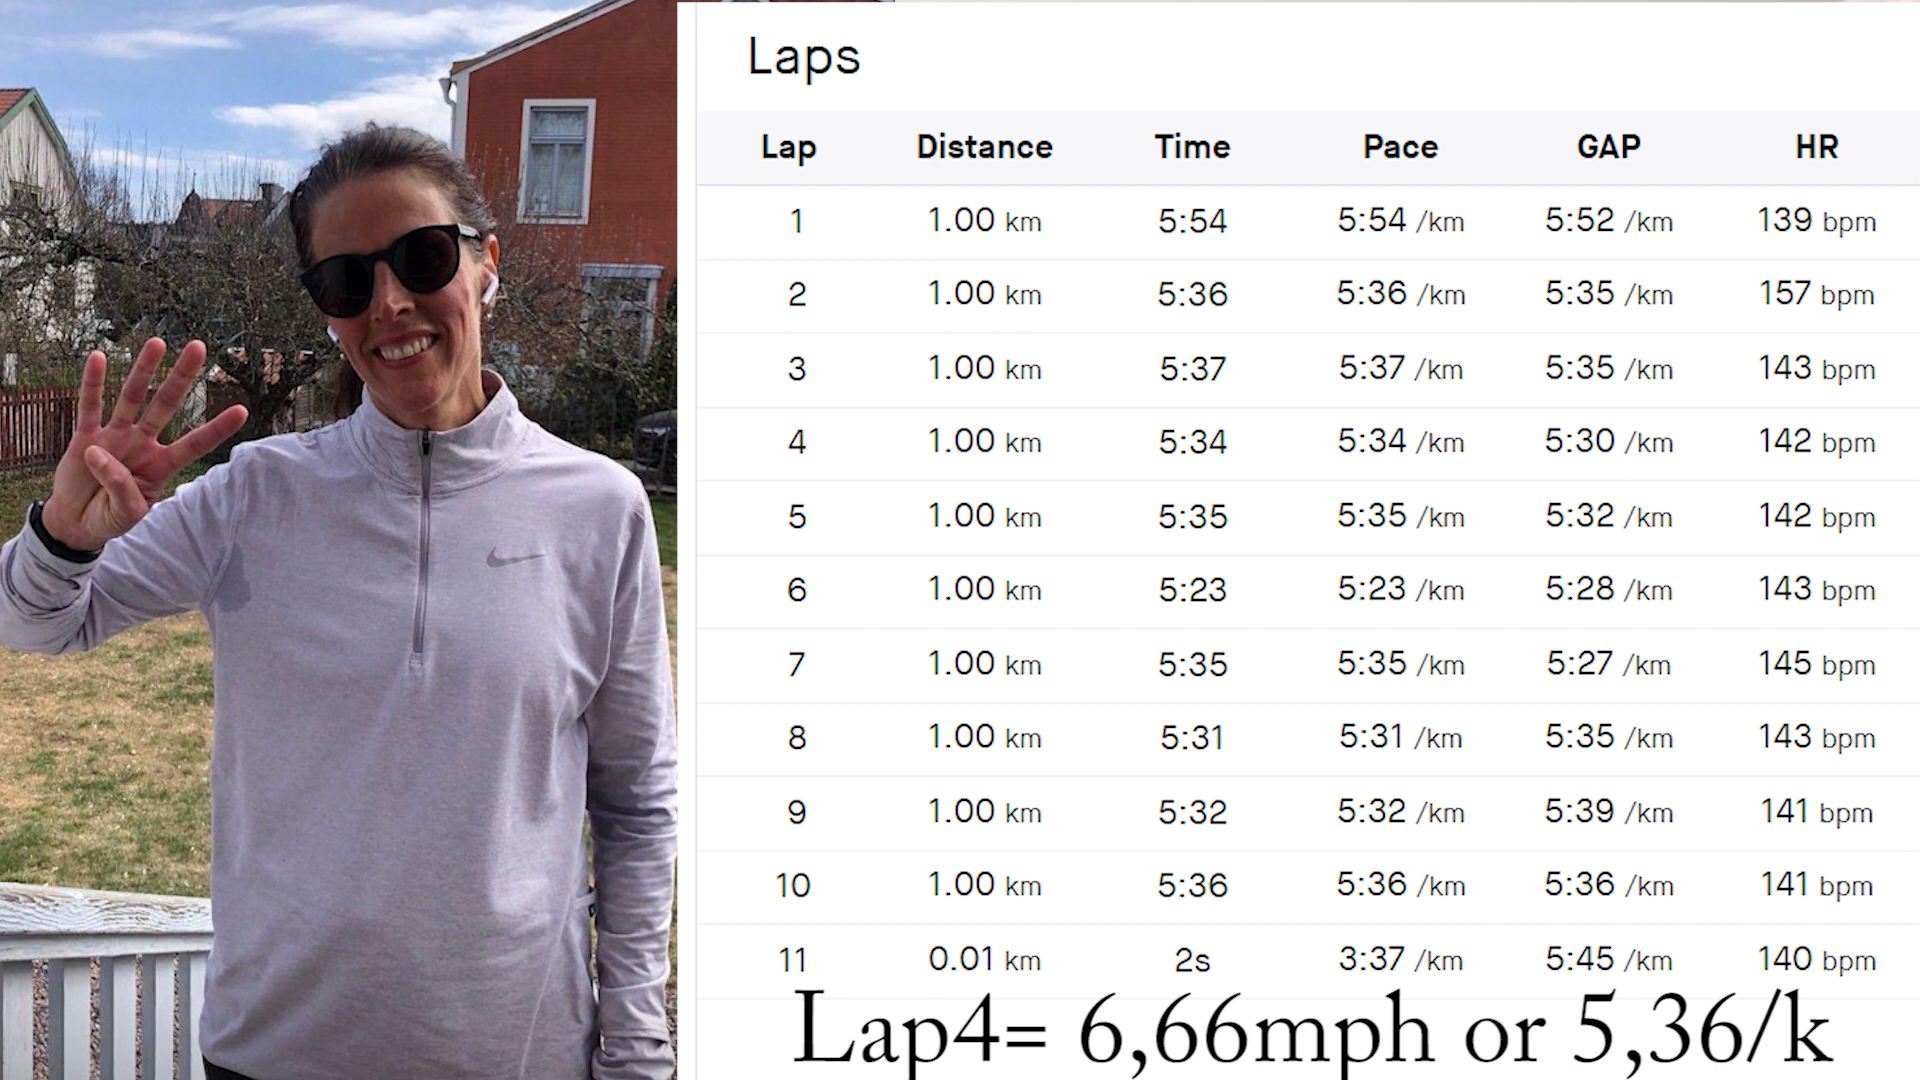 Laps
Lap Distance Time Pace GAP HR
1 1.00 km 5:54 5:54 /km 5:52 /km 139 bpm
2 1.00 km 5:36 5:36 /km 5:35 /km 157 bpm
3 1.00 km 5:37 5:37 /km 5:35 /km 143 bpm
4 1.00 km 5:34 5:34 /km 5:30 /km 142 bpm
5 1.00 km 5:35 5:35 /km 5:32 /km 142 bpm
6 1.00 km 5:23 5:23 /km 5:28 /km 143 bpm
7 1.00 km 5:35 5:35 /km 5:27 /km 145 bpm
8 1.00 km 5:31 5:31 /km 5:35 /km 143 bpm
9 1.00 km 5:32 5:32 /km 5:39 /km 141 bpm
10 1.00 km 5:36 5:36 /km 5:36 /km 141 bpm
11 0.01 km 2s 3:37 /km 5:45 /km 140 bpm
Lap4= 6,66mph or 5,36/k